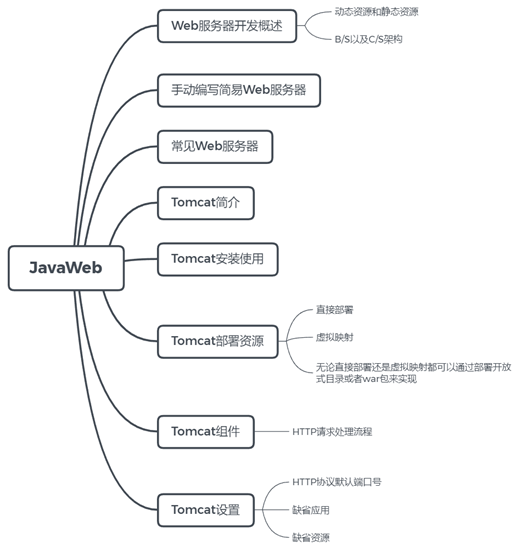 JavaWeb
Web服务器开发概述
动态资源和静态资源
B/S以及C/S架构
手动编写简易Web服务器
常见Web服务器
Tomcat简介
Tomcat安装使用
Tomcat部署资源
直接部署
虚拟映射
无论直接部署还是虚拟映射都可以通过部署开放
式目录或者war包来实现
Tomcat组件
HTTP请求处理流程
Tomcat设置
HTTP协议默认端口号
缺省应用
缺省资源